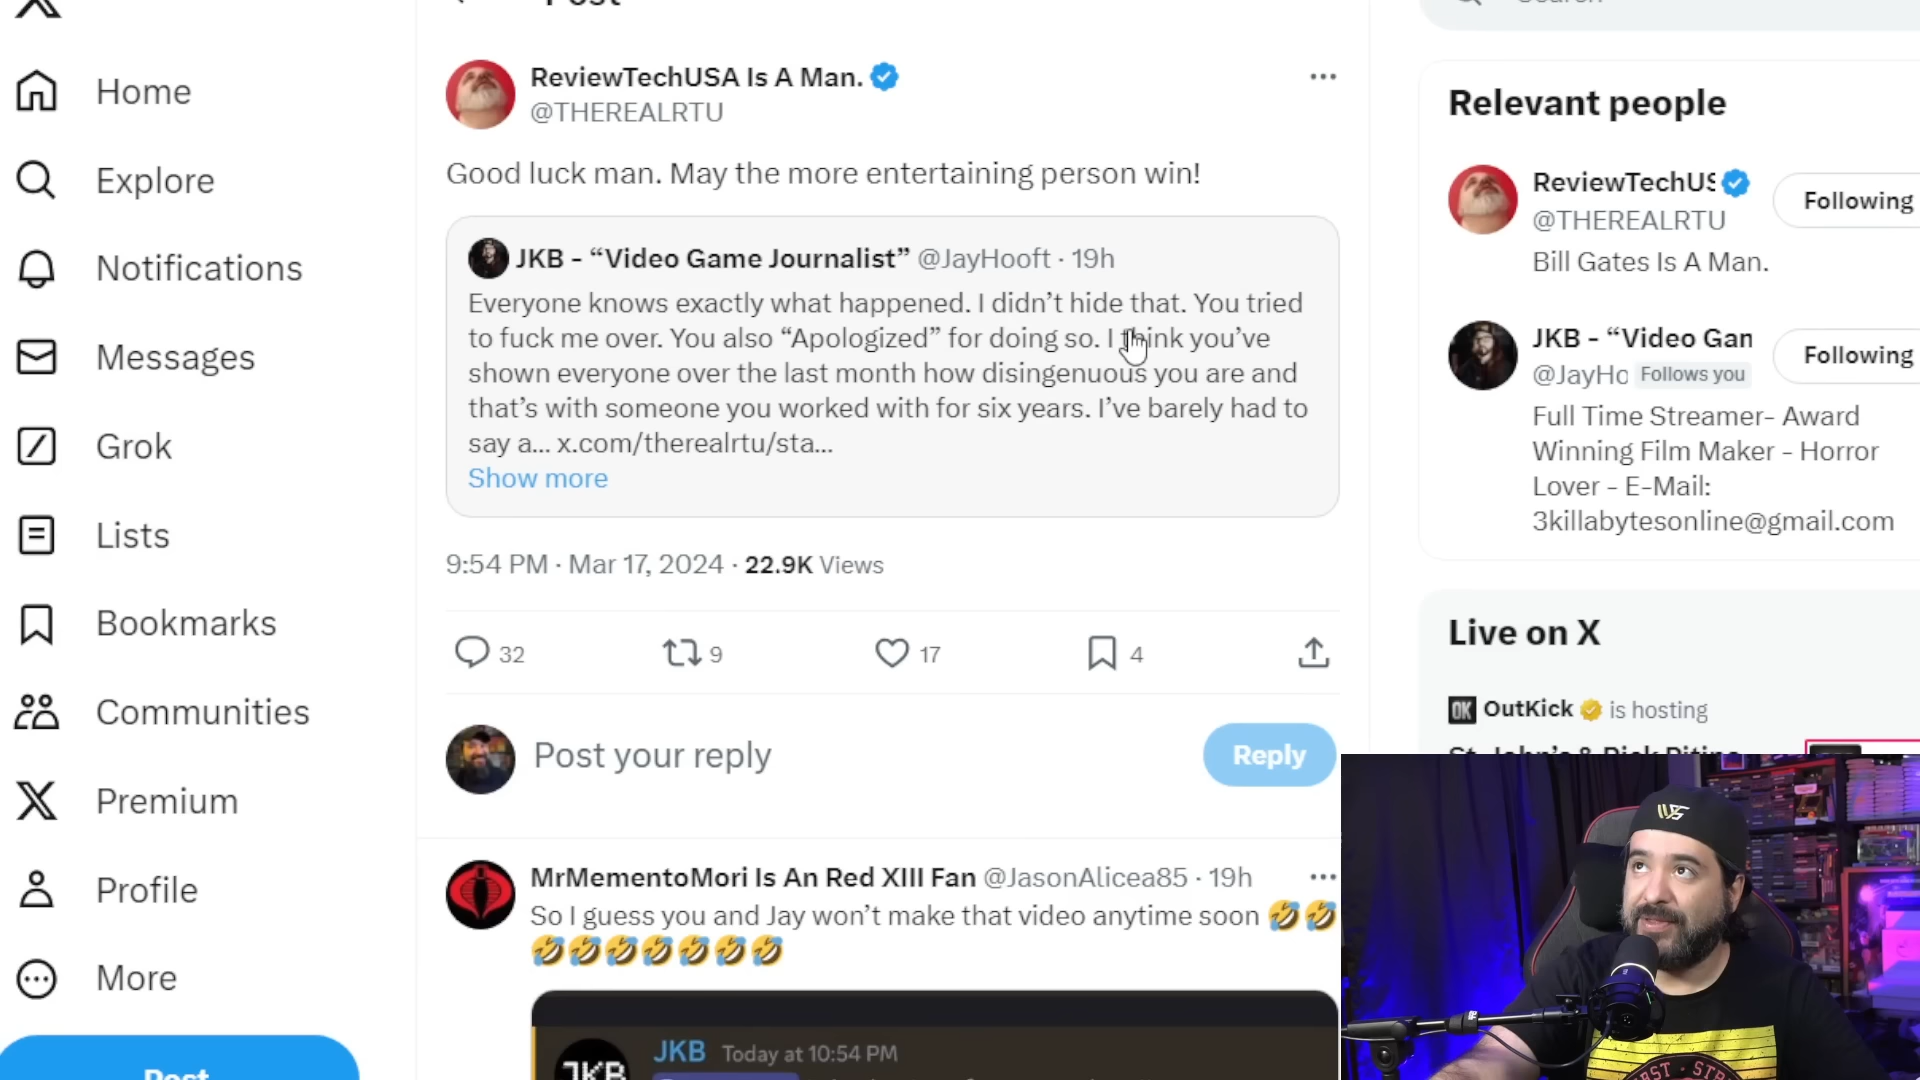 Post
Search
Home
Explore
Notifications
Messages
Grok
Lists
Bookmarks
Communities
Premium
Profile
More
Post
ReviewTechUSA Is A Man.
@THEREALRTU
Good luck man. May the more entertaining person win!
JKB - “Video Game Journalist” @JayHooft · 19h
Everyone knows exactly what happened. I didn’t hide that. You tried
to fuck me over. You also “Apologized” for doing so. I think you’ve
shown everyone over the last month how disingenuous you are and
that’s with someone you worked with for six years. I’ve barely had to
say a... x.com/therealrtu/sta...
Show more
9:54 PM · Mar 17, 2024 · 22.9K Views
32 9 17 4
Post your reply
Reply
MrMementoMori Is An Red XIII Fan @JasonAlicea85 · 19h
So I guess you and Jay won’t make that video anytime soon 🤣🤣
🤣🤣🤣🤣🤣🤣🤣
JKB Today at 10:54 PM
JKB
Relevant people
ReviewTechUS
@THEREALRTU
Following
Bill Gates Is A Man.
JKB - “Video Gan
@JayHo Follows you
Following
Full Time Streamer- Award
Winning Film Maker - Horror
Lover - E-Mail:
3killabytesonline@gmail.com
Live on X
OK OutKick is hosting
St. John’s & Rick Pitino